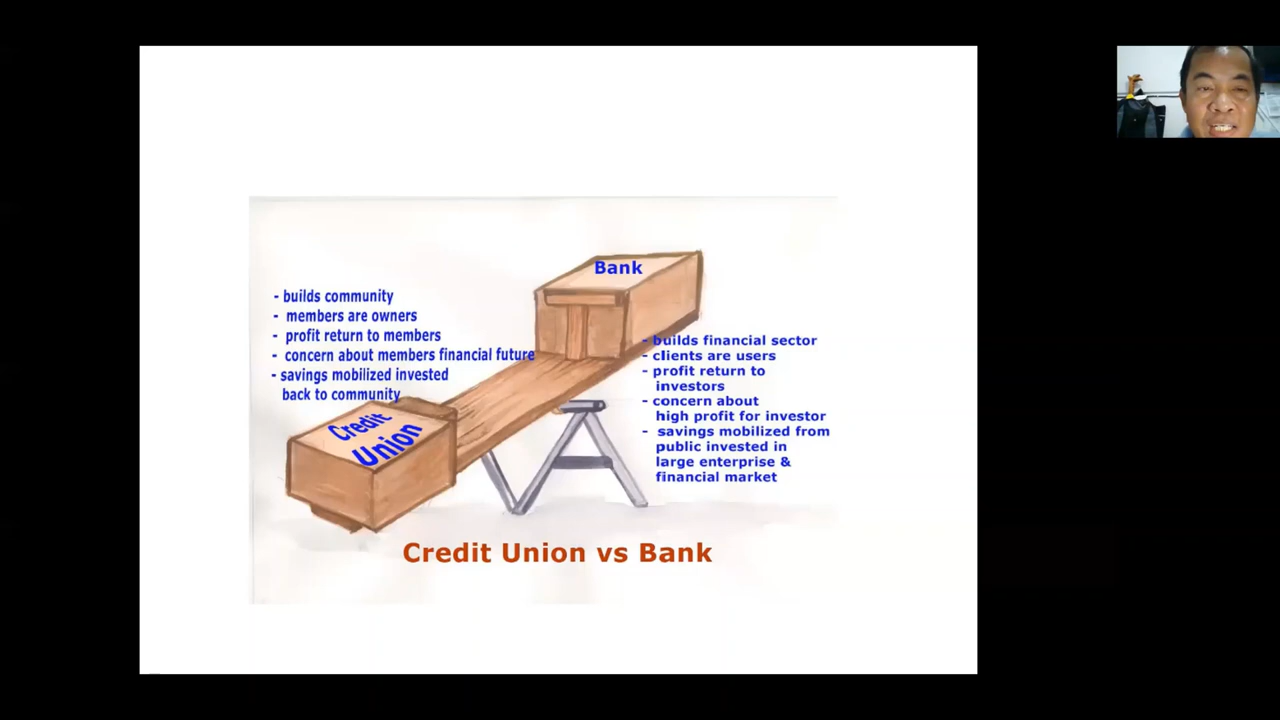 Bank
- builds community
- members are owners
- profit return to members
- concern about members financial future
- savings mobilized invested
back to community
Credit
Union
- builds financial sector
- clients are users
- profit return to
investors
- concern about
high profit for investor
- savings mobilized from
public invested in
large enterprise &
financial market
Credit Union vs Bank